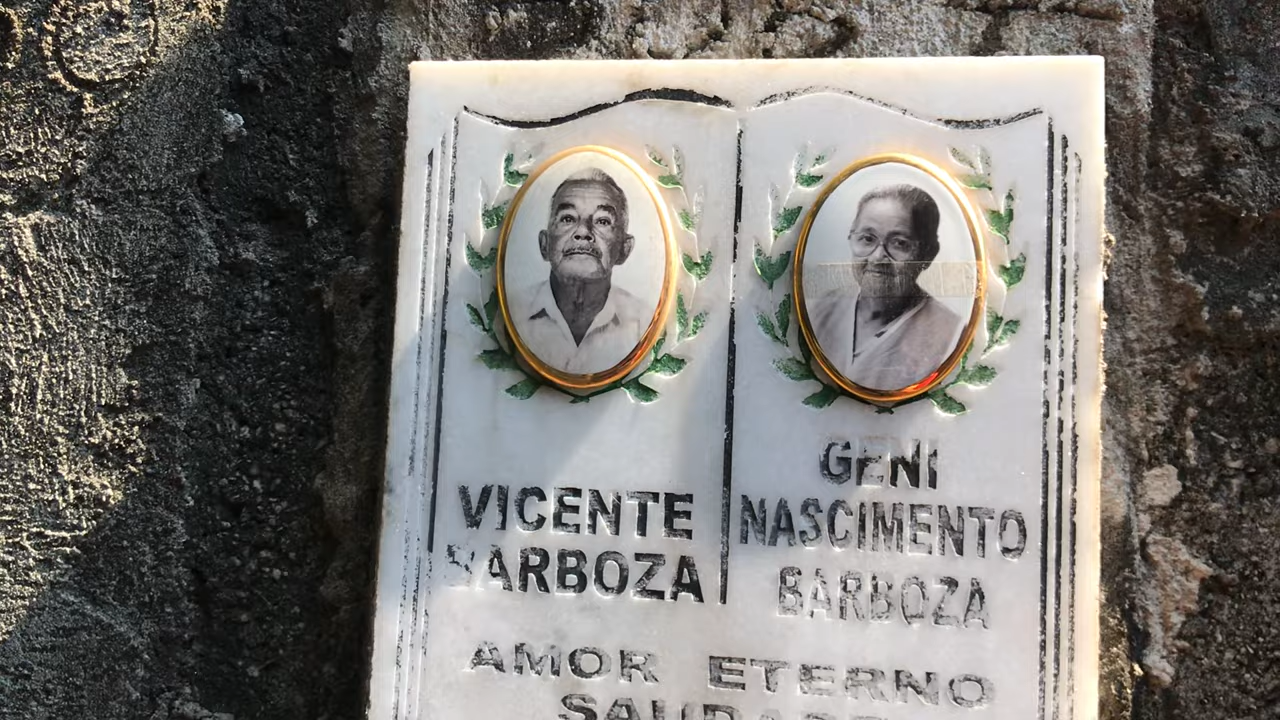 VICENTE
BARBOZA
GENI
NASCIMENTO
BARBOZA
AMOR ETERNO